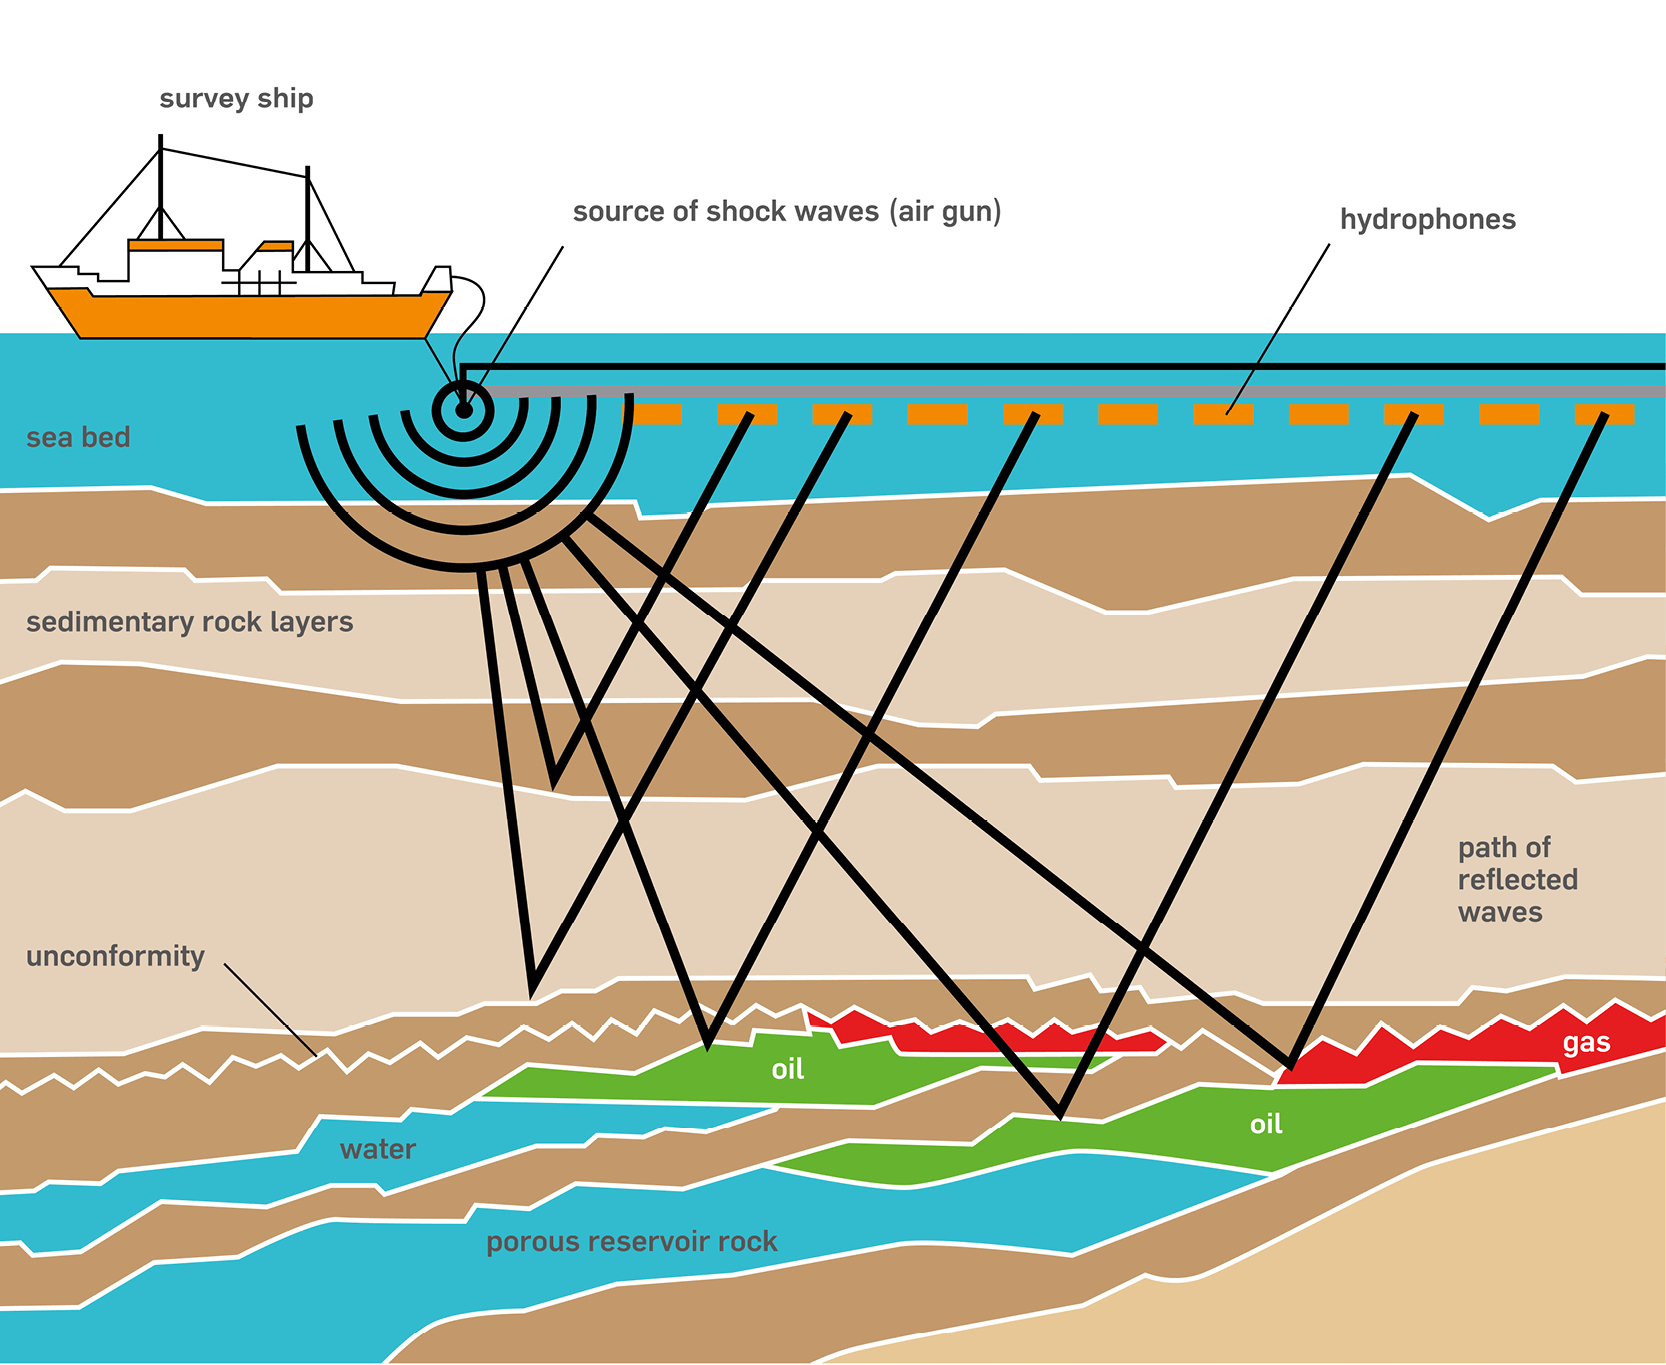 survey ship
source of shock waves (air gun)
hydrophones
sea bed
sedimentary rock layers
path of
reflected
waves
unconformity
gas
oil
oil
water
porous reservoir rock